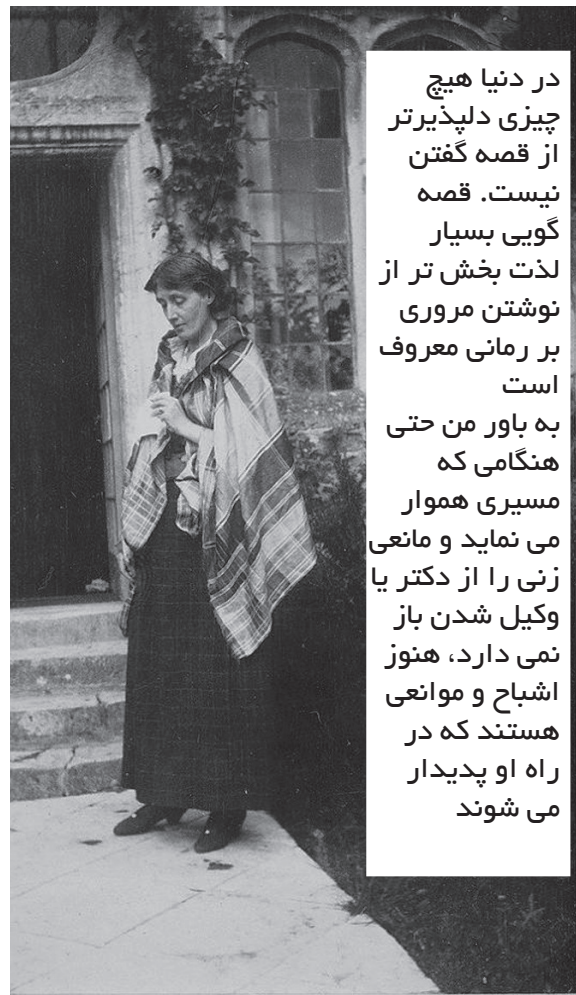 در دنیا هیچ
چیزی دلپذیرتر
از قصه گفتن
نیست. قصه
گویی بسیار
لذت بخش تر از
نوشتن مروری
بر رمانی معروف
است
به باور من حتی
هنگامی که
مسیری هموار
می نماید و مانعی
زنی را از دکتر یا
وکیل شدن باز
نمی دارد، هنوز
اشباح و موانعی
هستند که در
راه او پدیدار
می شوند